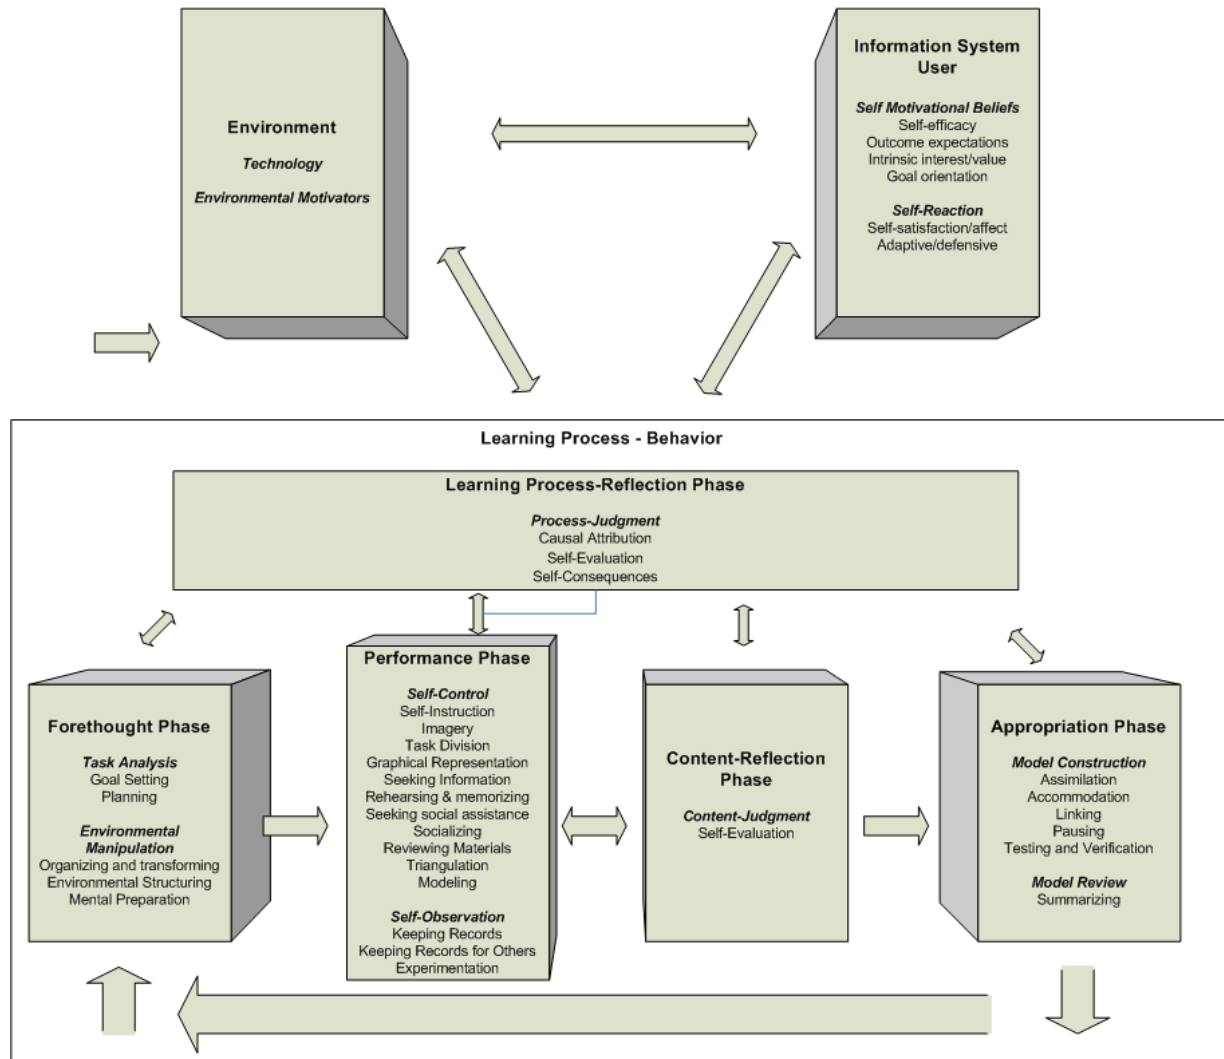 Environment
Technology
Environmental Motivators
Information System
User
Self Motivational Beliefs
Self-efficacy
Outcome expectations
Intrinsic interest/value
Goal orientation
Self-Reaction
Self-satisfaction/affect
Adaptive/defensive
Learning Process - Behavior
Learning Process-Reflection Phase
Process-Judgment
Causal Attribution
Self-Evaluation
Self-Consequences
Forethought Phase
Task Analysis
Goal Setting
Planning
Environmental
Manipulation
Organizing and transforming
Environmental Structuring
Mental Preparation
Performance Phase
Self-Control
Self-Instruction
Imagery
Task Division
Graphical Representation
Seeking Information
Rehearsing & memorizing
Seeking social assistance
Socializing
Reviewing Materials
Triangulation
Modeling
Self-Observation
Keeping Records
Keeping Records for Others
Experimentation
Content-Reflection
Phase
Content-Judgment
Self-Evaluation
Appropriation Phase
Model Construction
Assimilation
Accommodation
Linking
Pausing
Testing and Verification
Model Review
Summarizing